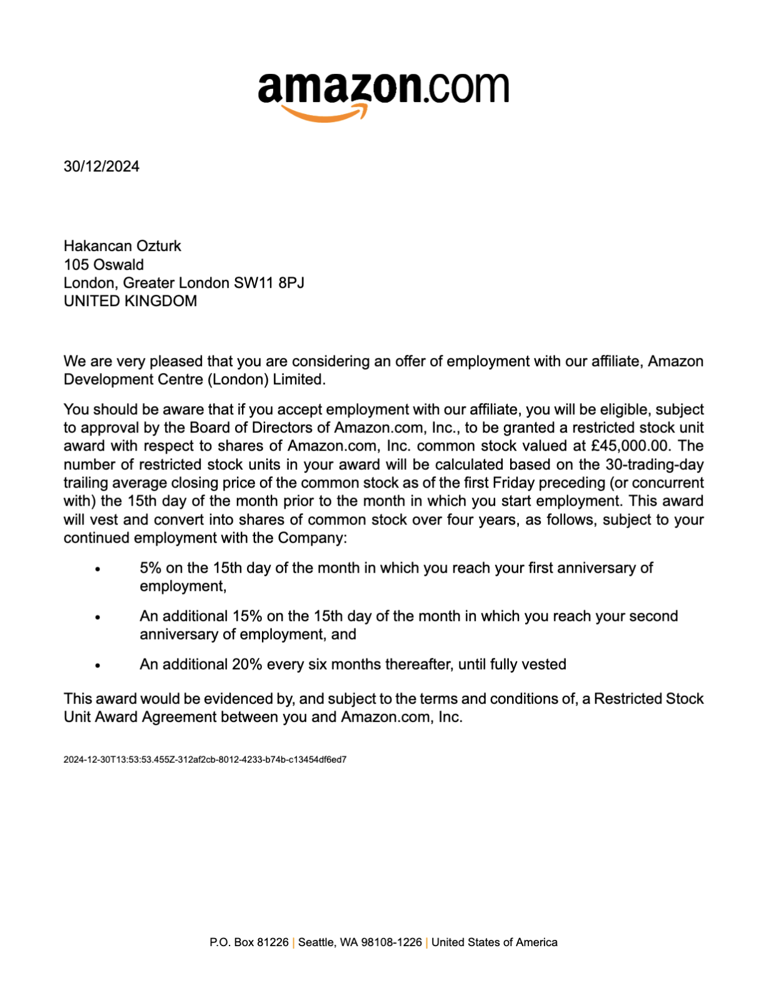 amazon.com
30/12/2024
Hakancan Ozturk
105 Oswald
London, Greater London SW11 8PJ
UNITED KINGDOM
We are very pleased that you are considering an offer of employment with our affiliate, Amazon
Development Centre (London) Limited.
You should be aware that if you accept employment with our affiliate, you will be eligible, subject
to approval by the Board of Directors of Amazon.com, Inc., to be granted a restricted stock unit
award with respect to shares of Amazon.com, Inc. common stock valued at £45,000.00. The
number of restricted stock units in your award will be calculated based on the 30-trading-day
trailing average closing price of the common stock as of the first Friday preceding (or concurrent
with) the 15th day of the month prior to the month in which you start employment. This award
will vest and convert into shares of common stock over four years, as follows, subject to your
continued employment with the Company:
• 5% on the 15th day of the month in which you reach your first anniversary of
employment,
• An additional 15% on the 15th day of the month in which you reach your second
anniversary of employment, and
• An additional 20% every six months thereafter, until fully vested
This award would be evidenced by, and subject to the terms and conditions of, a Restricted Stock
Unit Award Agreement between you and Amazon.com, Inc.
2024-12-30T13:53:53.455Z-312af2cb-8012-4233-b74b-c13454df6ed7
P.O. Box 81226 | Seattle, WA 98108-1226 | United States of America